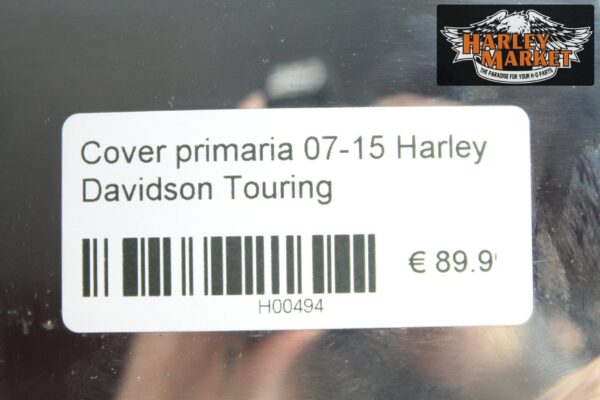 HARLEY
MARKET
THE PARADISE FOR YOUR H-D PARTS
Cover primaria 07-15 Harley
Davidson Touring
€ 89.9
H00494